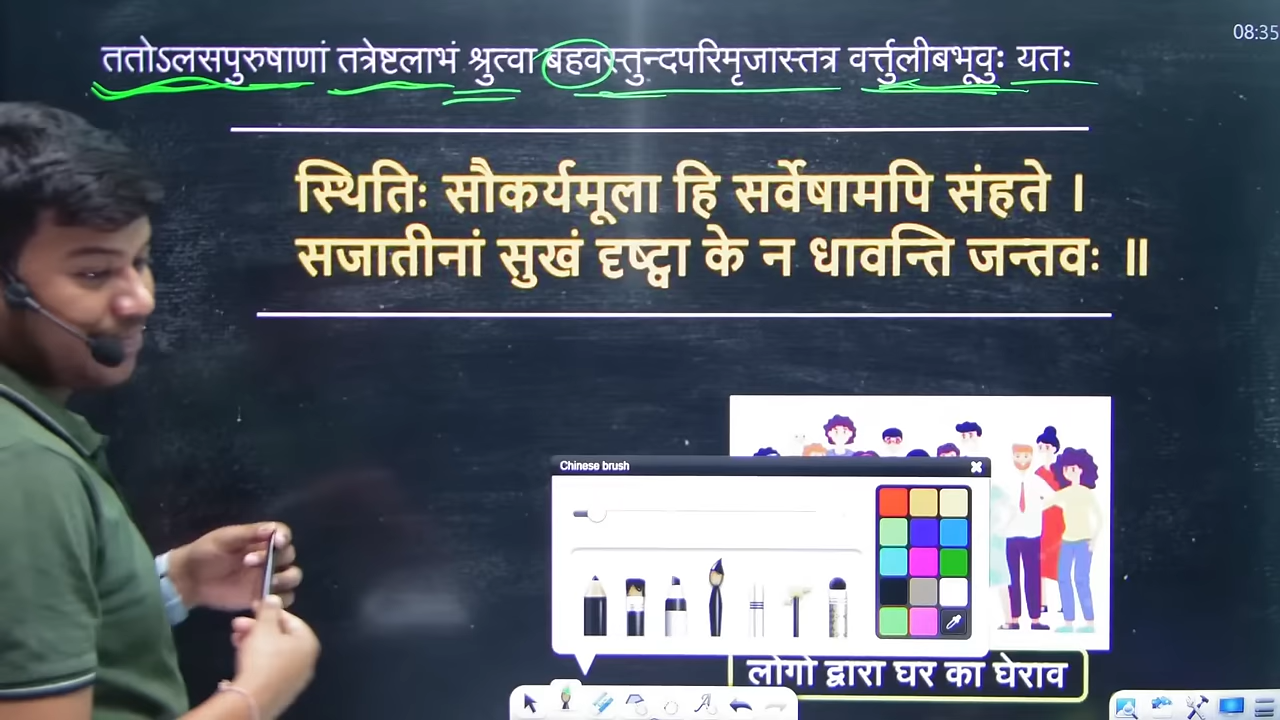 08:35
ततोऽलसपुरुषाणां तत्रेष्टलाभं श्रुत्वा बहवस्तुन्दपरिमृजास्तत्र वर्त्तुलीबभूवुः यतः
स्थितिः सौकर्यमूला हि सर्वेषामपि संहते ।
सजातीनां सुखं दृष्ट्वा के न धावन्ति जन्तवः ॥
Chinese brush
लोगो द्वारा घर का घेराव